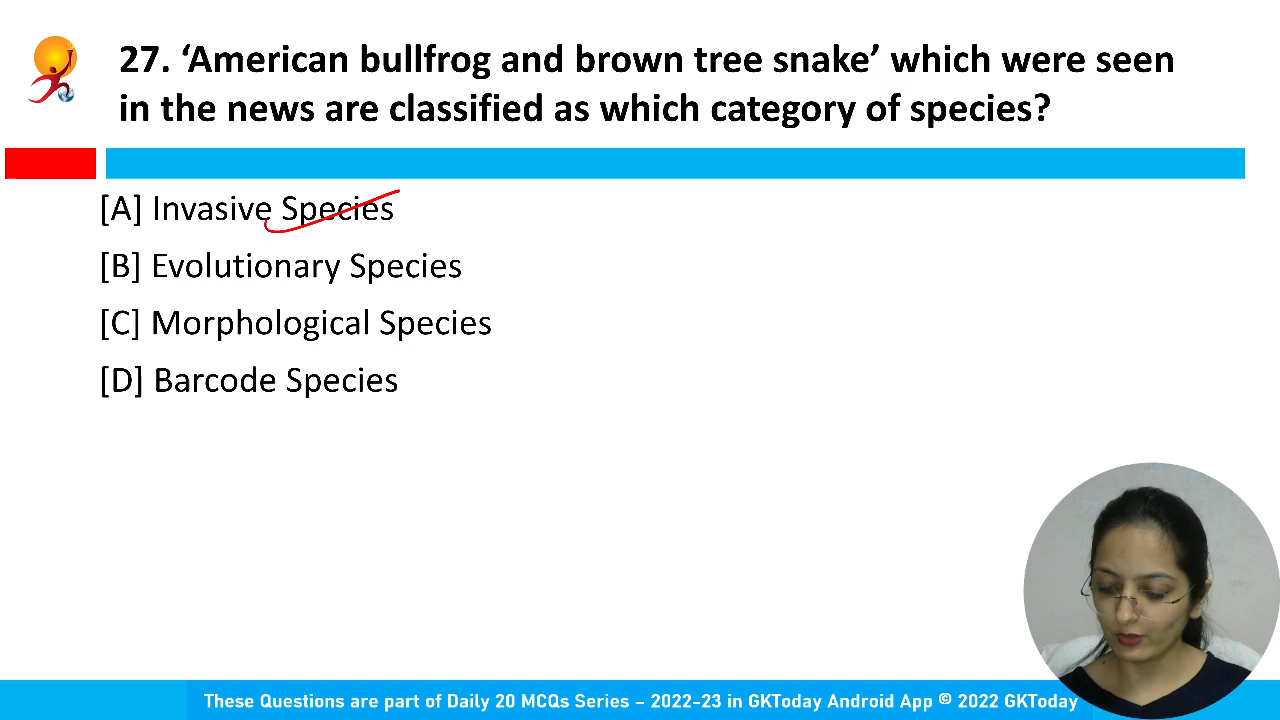 27. ‘American bullfrog and brown tree snake’ which were seen
in the news are classified as which category of species?
[A] Invasive Species
[B] Evolutionary Species
[C] Morphological Species
[D] Barcode Species
These Questions are part of Daily 20 MCQs Series – 2022-23 in GKToday Android App © 2022 GKToday